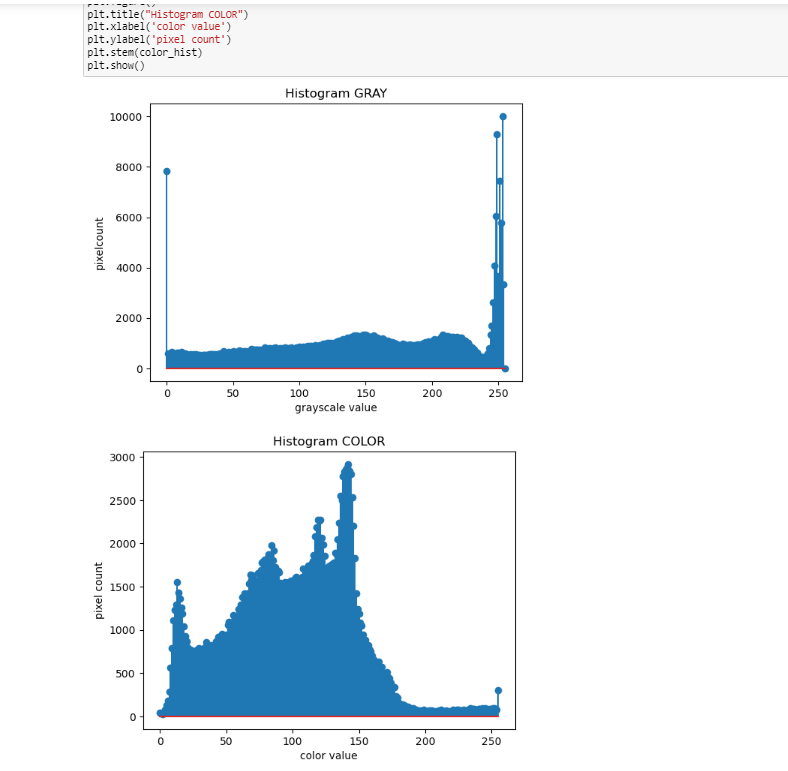 plt.title("Histogram COLOR")
plt.xlabel('color value')
plt.ylabel('pixel count')
plt.stem(color_hist)
plt.show()
Histogram GRAY
10000
8000
6000
4000
2000
0
pixelcount
0 50 100 150 200 250
grayscale value
Histogram COLOR
3000
2500
2000
1500
1000
500
0
pixel count
0 50 100 150 200 250
color value